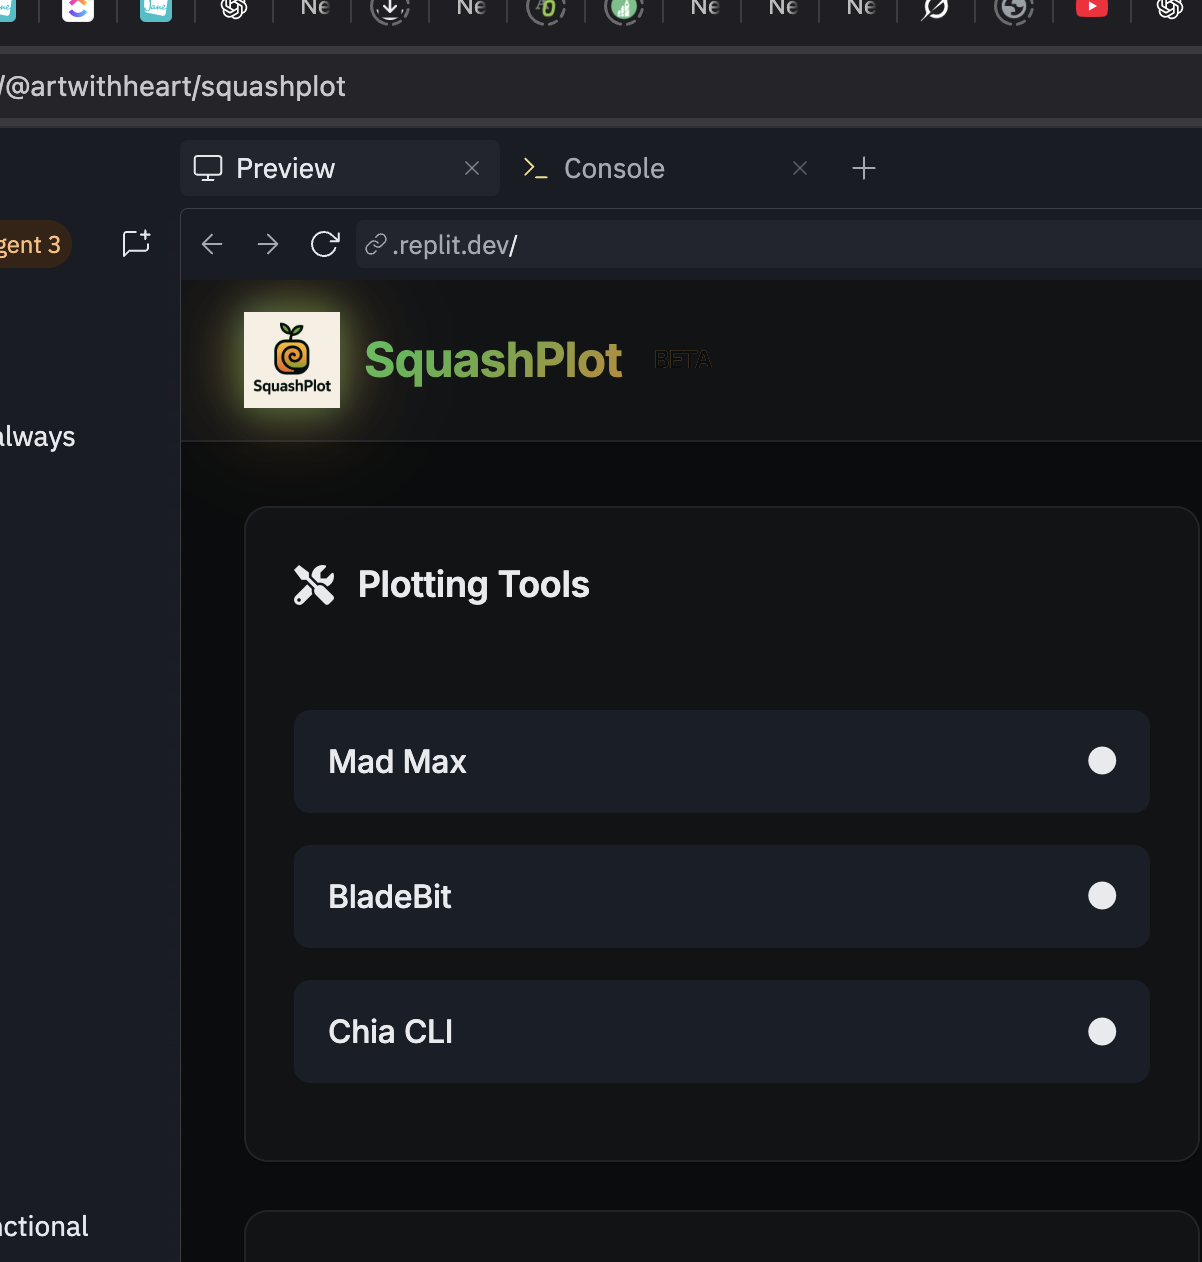 Ne
Ne
Ne
Ne
Ne
/@artwithheart/squashplot
Preview
Console
gent 3
.replit.dev/
SquashPlot
SquashPlot
BETA
always
Plotting Tools
Mad Max
BladeBit
Chia CLI
nctional